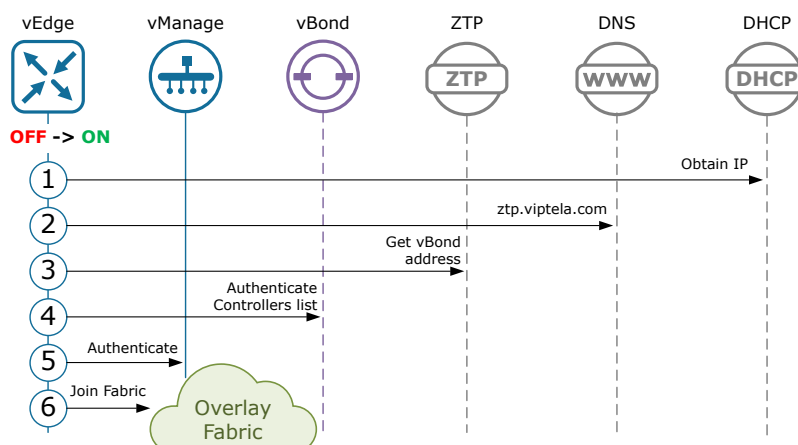 vEdge
vManage
vBond
ZTP
DNS
DHCP
ZTP
WWW
DHCP
OFF -> ON
1
Obtain IP
2
ztp.viptela.com
3
Get vBond
address
4
Authenticate
Controllers list
5
Authenticate
6
Join Fabric
Overlay
Fabric